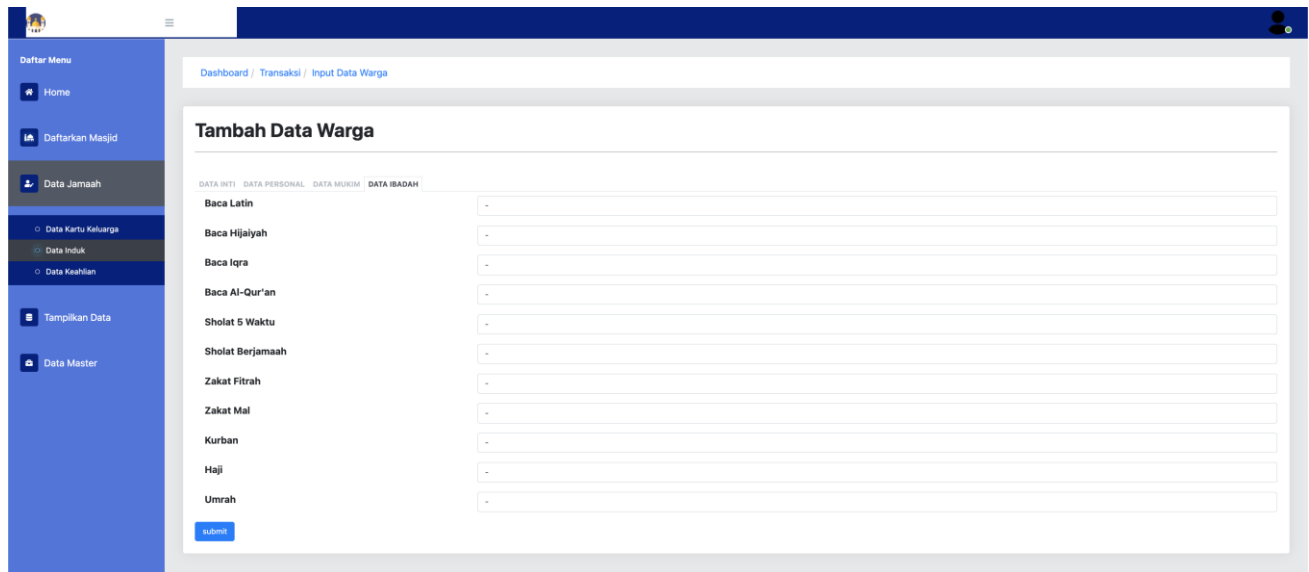 Daftar Menu
Home
Daftarkan Masjid
Data Jamaah
Data Kartu Keluarga
Data Induk
Data Keahlian
Tampilkan Data
Data Master
Dashboard / Transaksi / Input Data Warga
Tambah Data Warga
DATA INTI DATA PERSONAL DATA MUKIM DATA IBADAH
Baca Latin -
Baca Hijaiyah -
Baca Iqra -
Baca Al-Qur'an -
Sholat 5 Waktu -
Sholat Berjamaah -
Zakat Fitrah -
Zakat Mal -
Kurban -
Haji -
Umrah -
submit